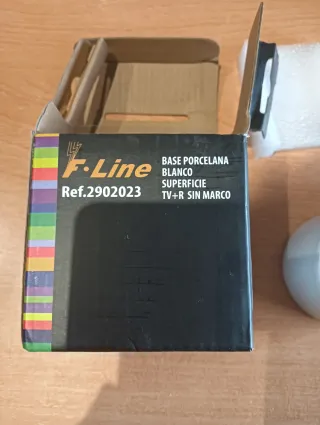 F·Line
Ref.2902023
BASE PORCELANA
BLANCO
SUPERFICIE
TV+R SIN MARCO